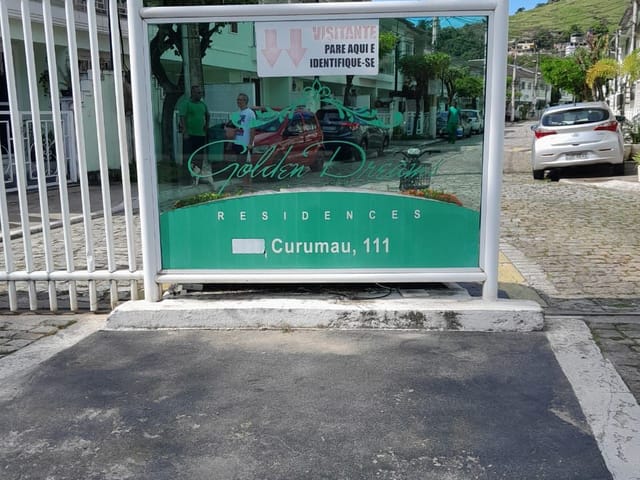 VISITANTE
PARE AQUI E
IDENTIFIQUE-SE
Golden Dream
RESIDENCES
, Curumau, 111